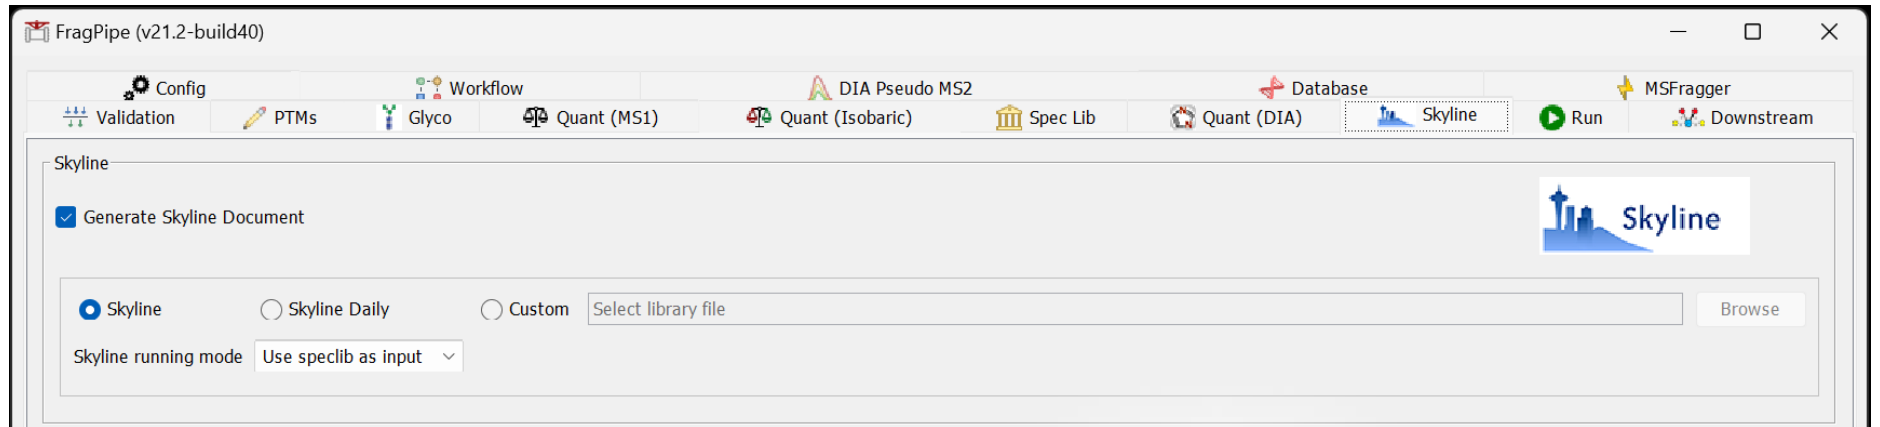 FragPipe (v21.2-build40)
Config Workflow DIA Pseudo MS2 Database MSFragger
Validation PTMs Glyco Quant (MS1) Quant (Isobaric) Spec Lib Quant (DIA) Skyline Run Downstream
Skyline
Generate Skyline Document
Skyline
Skyline Skyline Daily Custom Select library file Browse
Skyline running mode Use speclib as input